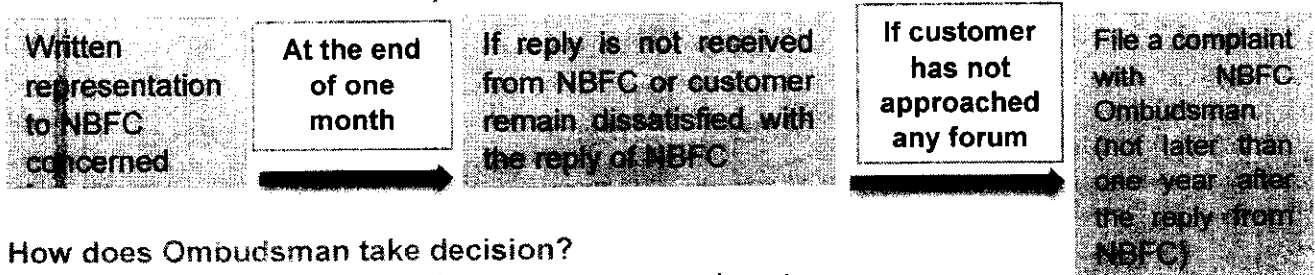 Written
representation
to NBFC
concerned
At the end
of one
month
If reply is not received
from NBFC or customer
remain dissatisfied with
the reply of NBFC
If customer
has not
approached
any forum
File a complaint
with NBFC
Ombudsman
(not later than
one year after
the reply from
NBFC)
How does Ombudsman take decision?